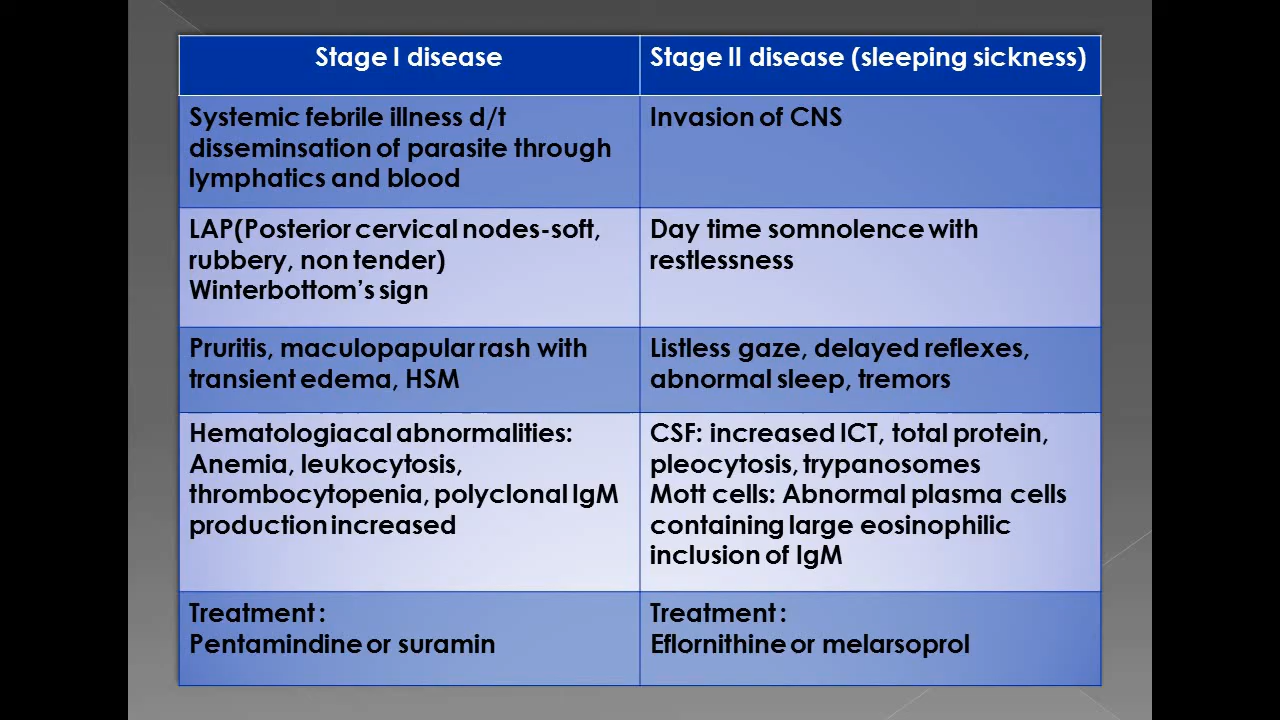 Stage I disease
Stage II disease (sleeping sickness)
Systemic febrile illness d/t
disseminsation of parasite through
lymphatics and blood
Invasion of CNS
LAP(Posterior cervical nodes-soft,
rubbery, non tender)
Winterbottom's sign
Day time somnolence with
restlessness
Pruritis, maculopapular rash with
transient edema, HSM
Listless gaze, delayed reflexes,
abnormal sleep, tremors
Hematologiacal abnormalities:
Anemia, leukocytosis,
thrombocytopenia, polyclonal IgM
production increased
CSF: increased ICT, total protein,
pleocytosis, trypanosomes
Mott cells: Abnormal plasma cells
containing large eosinophilic
inclusion of IgM
Treatment :
Pentamindine or suramin
Treatment :
Eflornithine or melarsoprol